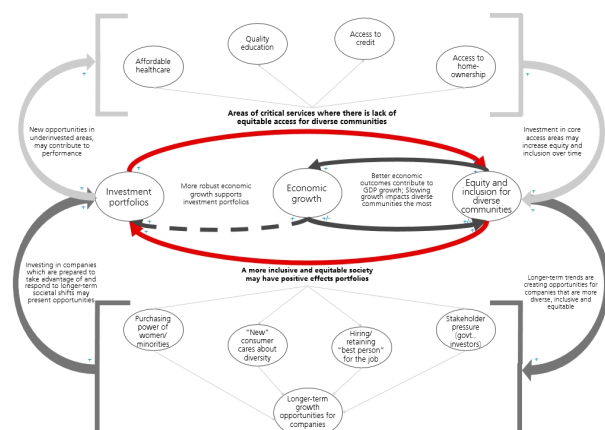 Quality
education
Access to
credit
Affordable
healthcare
Access to
home-
ownership
Areas of critical services where there is lack of
equitable access for diverse communities
New opportunities in
underinvested areas,
may contribute to
performance
Investment in core
access areas may
increase equity and
inclusion over time
Investment
portfolios
More robust economic
growth supports
investment portfolios
Economic
growth
Better economic
outcomes contribute to
GDP growth; Slowing
growth impacts diverse
communities the most
Equity and
inclusion for
diverse
communities
+/-
+/-
Investing in companies
which are prepared to
take advantage of and
respond to longer-term
societal shifts may
present opportunities
A more inclusive and equitable society
may have positive effects portfolios
Longer-term trends are
creating opportunities for
companies that are more
diverse, inclusive and
equitable
Purchasing
power of
women/
minorities
"New"
consumer
cares about
diversity
Hiring/
retaining
"best person"
for the job
Stakeholder
pressure
(govt..
investors)
Longer-term
growth
opportunities for
companies